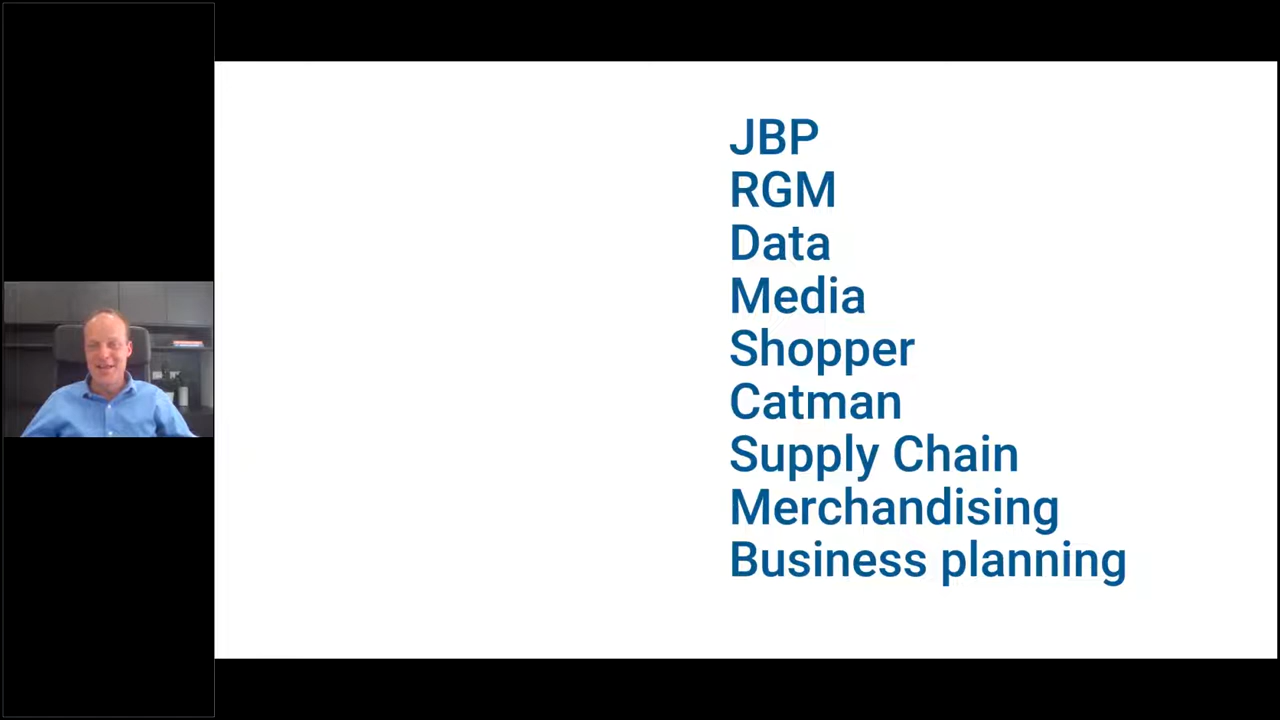 JBP
RGM
Data
Media
Shopper
Catman
Supply Chain
Merchandising
Business planning